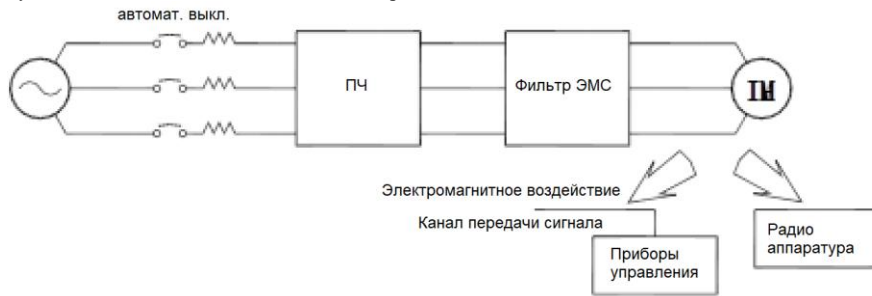 автомат. выкл.
ПЧ
Фильтр ЭМС
Электромагнитное воздействие
Канал передачи сигнала
Приборы
управления
Радио
аппаратура